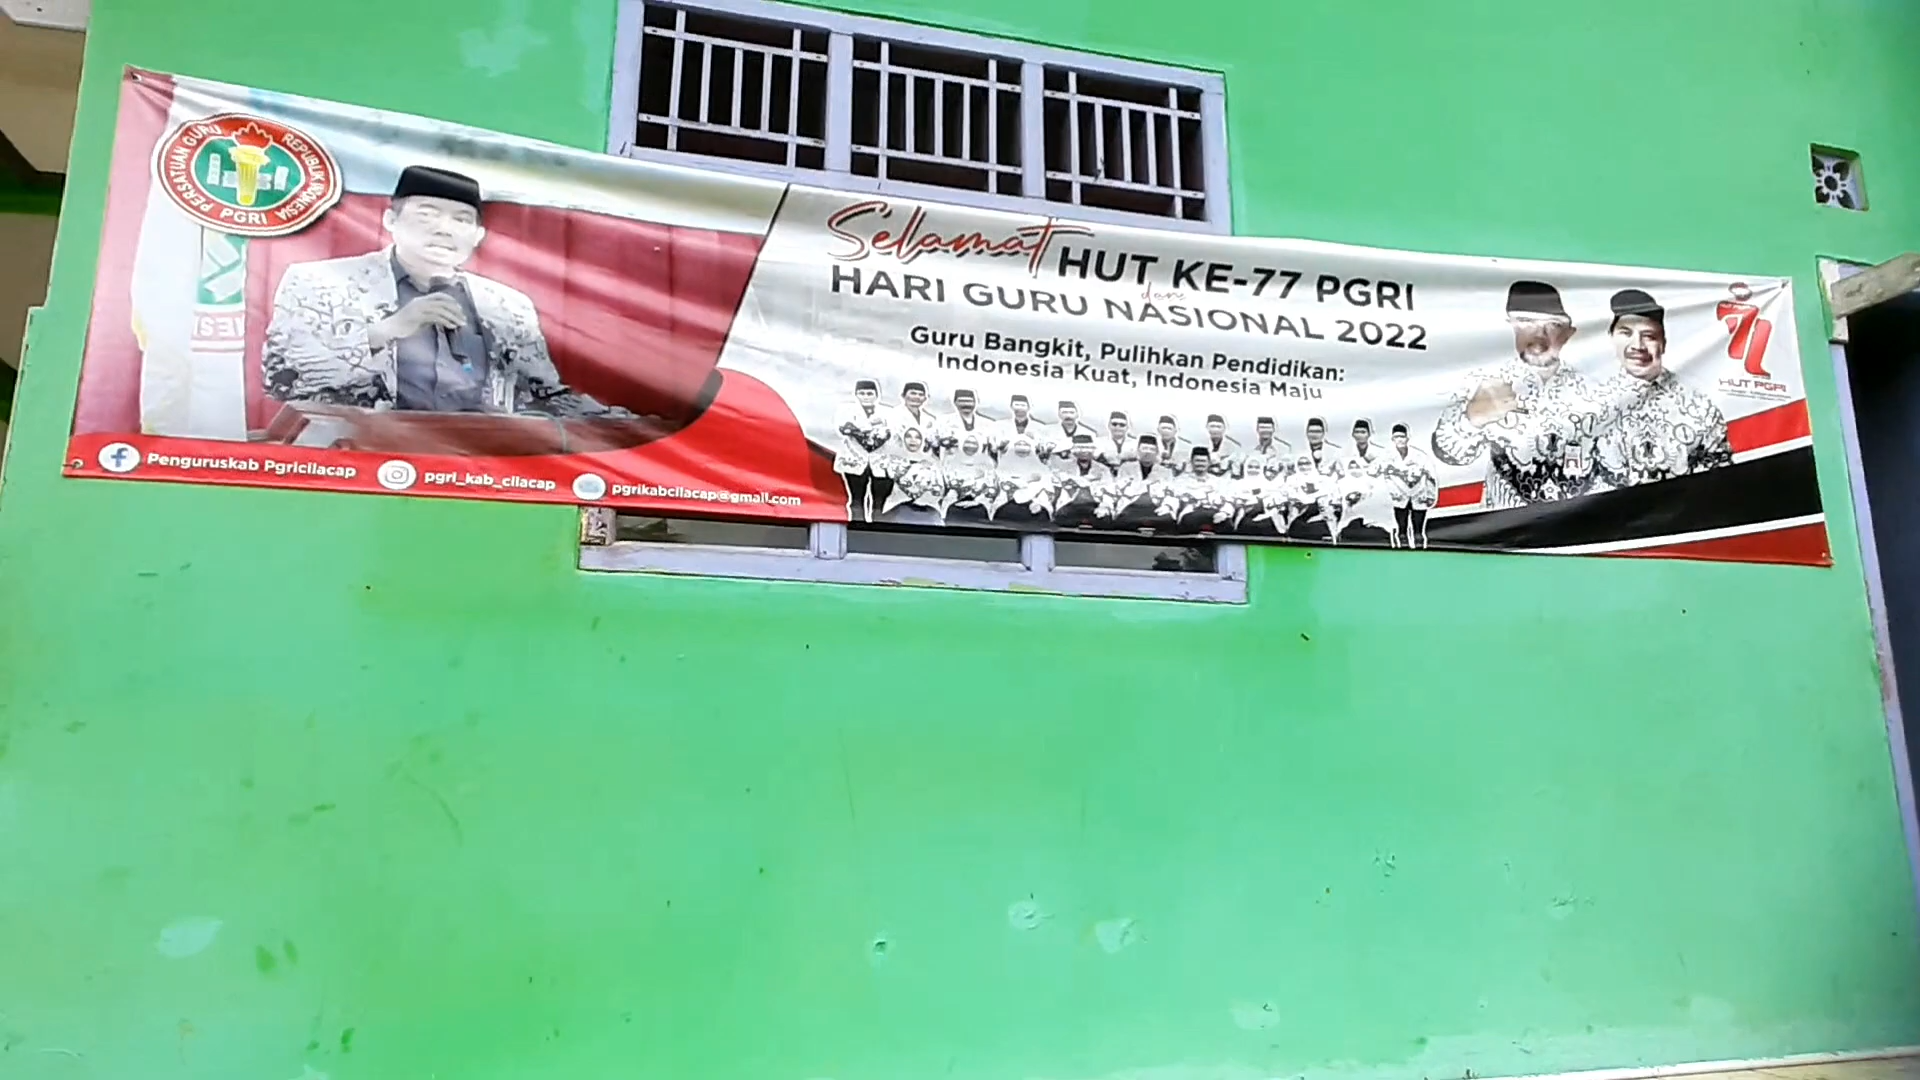 PERSATUAN GURU REPUBLIK INDONESIA
PGRI
Selamat HUT KE-77 PGRI
dan
HARI GURU NASIONAL 2022
Guru Bangkit, Pulihkan Pendidikan:
Indonesia Kuat, Indonesia Maju
77
HUT PGRI
Penguruskab Pgricilacap
pgri_kab_cilacap
pgrikabcilacap@gmail.com